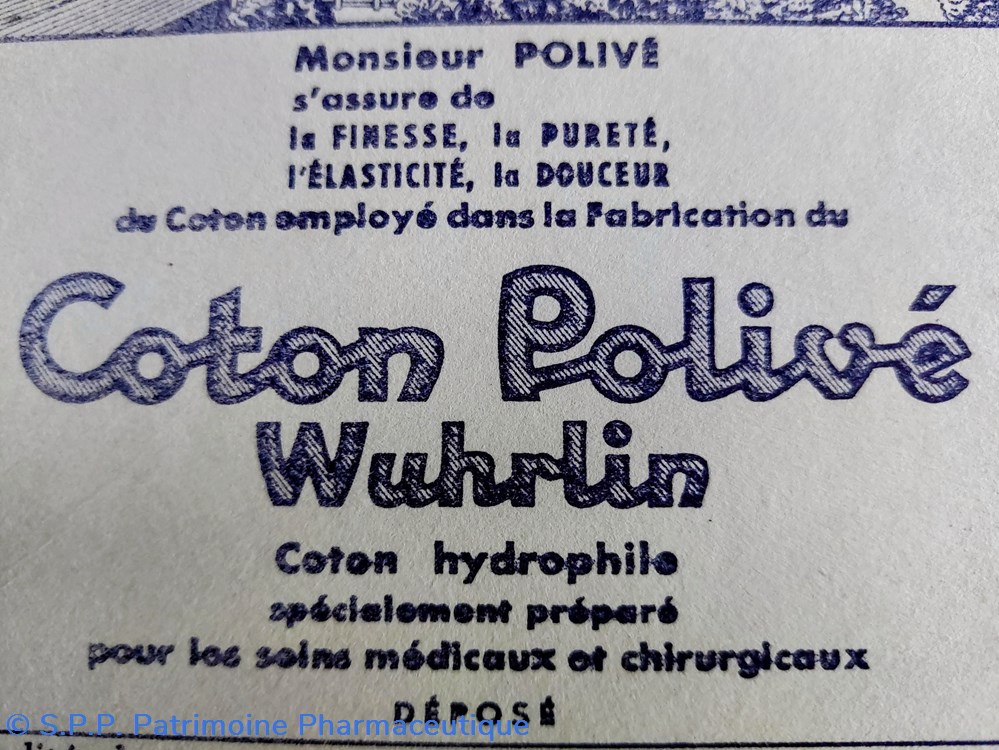 Monsieur POLIVÉ
s'assure de
la FINESSE, la PURETÉ,
l'ÉLASTICITÉ, la DOUCEUR
du Coton employé dans la Fabrication du
Coton Polivé
Wuhrlin
Coton hydrophile
spécialement préparé
pour les soins médicaux et chirurgicaux
DÉPOSÉ
© S.P.P. Patrimoine Pharmaceutique